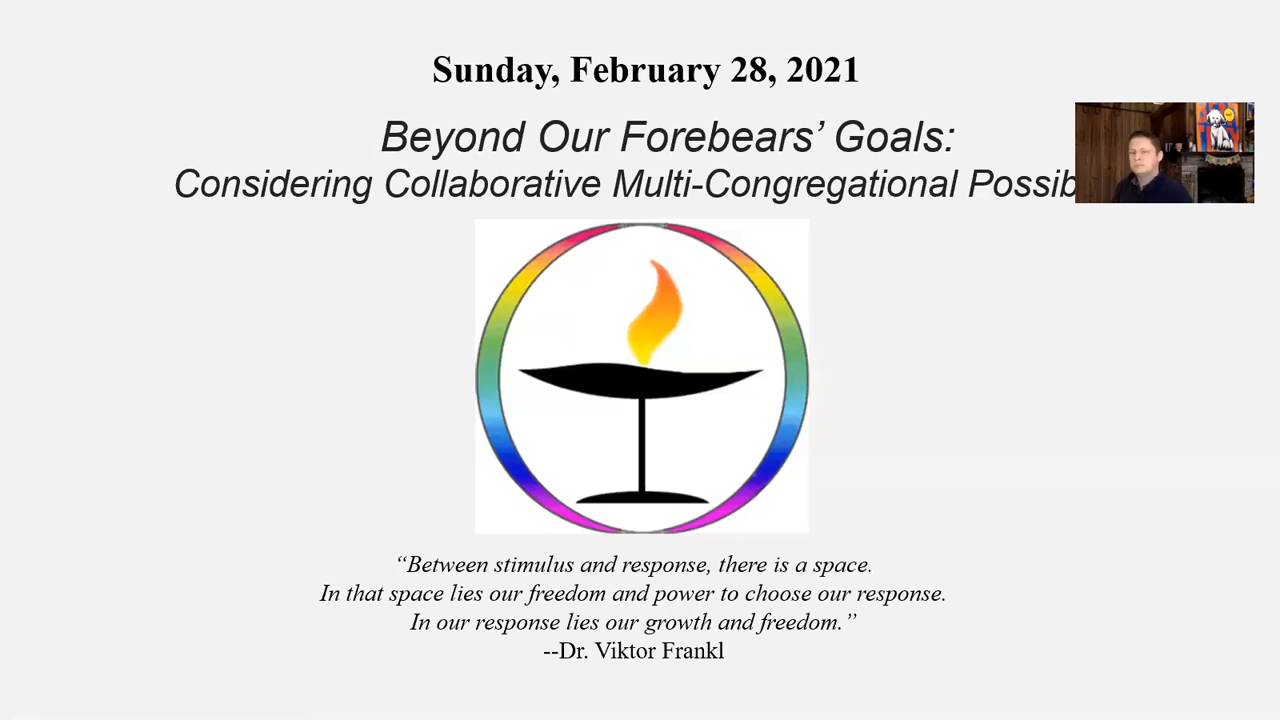 Sunday, February 28, 2021
Beyond Our Forebears’ Goals:
Considering Collaborative Multi-Congregational
“Between stimulus and response, there is a space.
In that space lies our freedom and power to choose our response.
In our response lies our growth and freedom.”
--Dr. Viktor Frankl